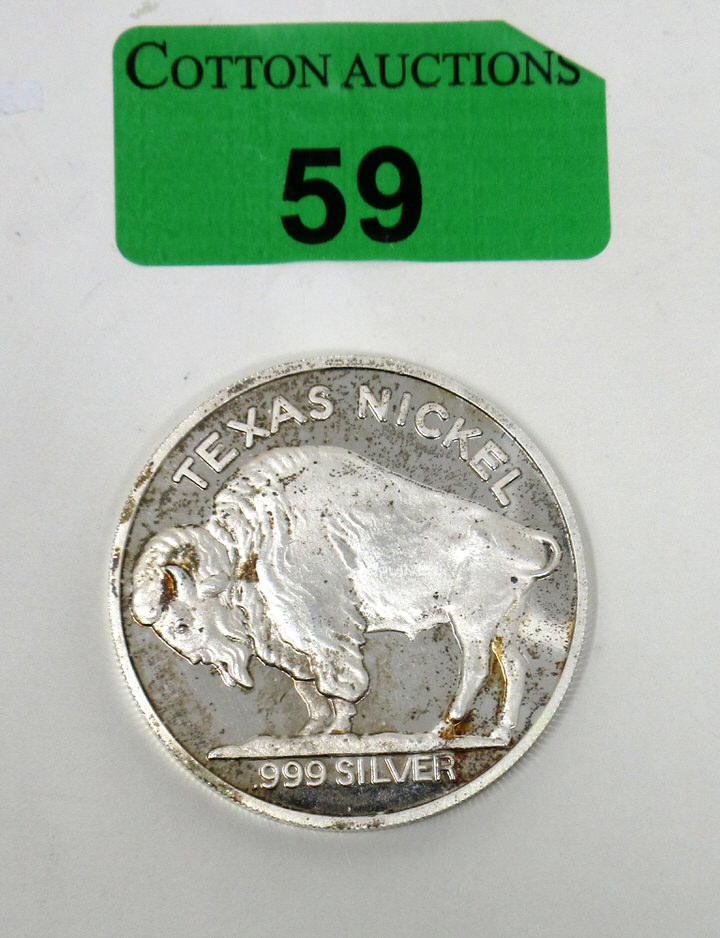 COTTON AUCTIONS
59
TEXAS NICKEL
.999 SILVER